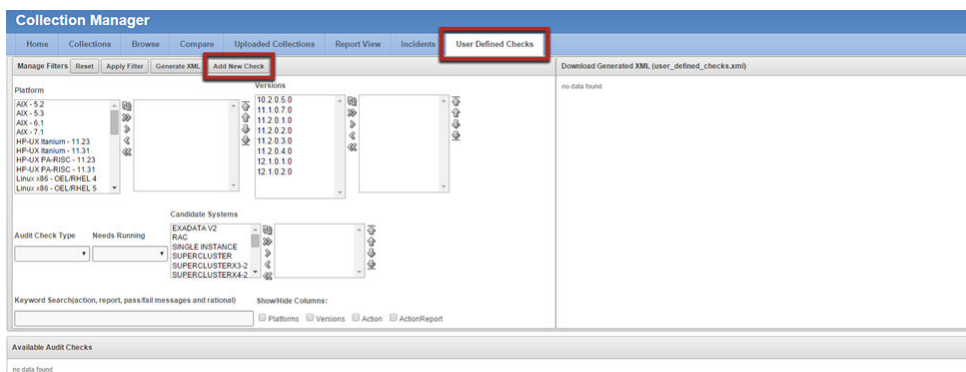 Collection Manager
Home Collections Browse Compare Uploaded Collections Report View Incidents User Defined Checks
Manage Filters Reset Apply Filter Generate XML Add New Check
Platform
AIX - 5.2
AIX - 5.3
AIX - 6.1
AIX - 7.1
HP-UX Itanium - 11.23
HP-UX Itanium - 11.31
HP-UX PA-RISC - 11.23
HP-UX PA-RISC - 11.31
Linux x86 - OEL/RHEL 4
Linux x86 - OEL/RHEL 5
Versions
10.2.0.5.0
11.1.0.7.0
11.2.0.1.0
11.2.0.2.0
11.2.0.3.0
11.2.0.4.0
12.1.0.1.0
12.1.0.2.0
Audit Check Type Needs Running
Candidate Systems
EXADATA V2
RAC
SINGLE INSTANCE
SUPERCLUSTER
SUPERCLUSTERX3-2
SUPERCLUSTERX4-2
Keyword Search(action, report, pass/fail messages and rational)
Show/Hide Columns:
Platforms Versions Action ActionReport
Download Generated XML (user_defined_checks.xml)
no data found
Available Audit Checks
no data found